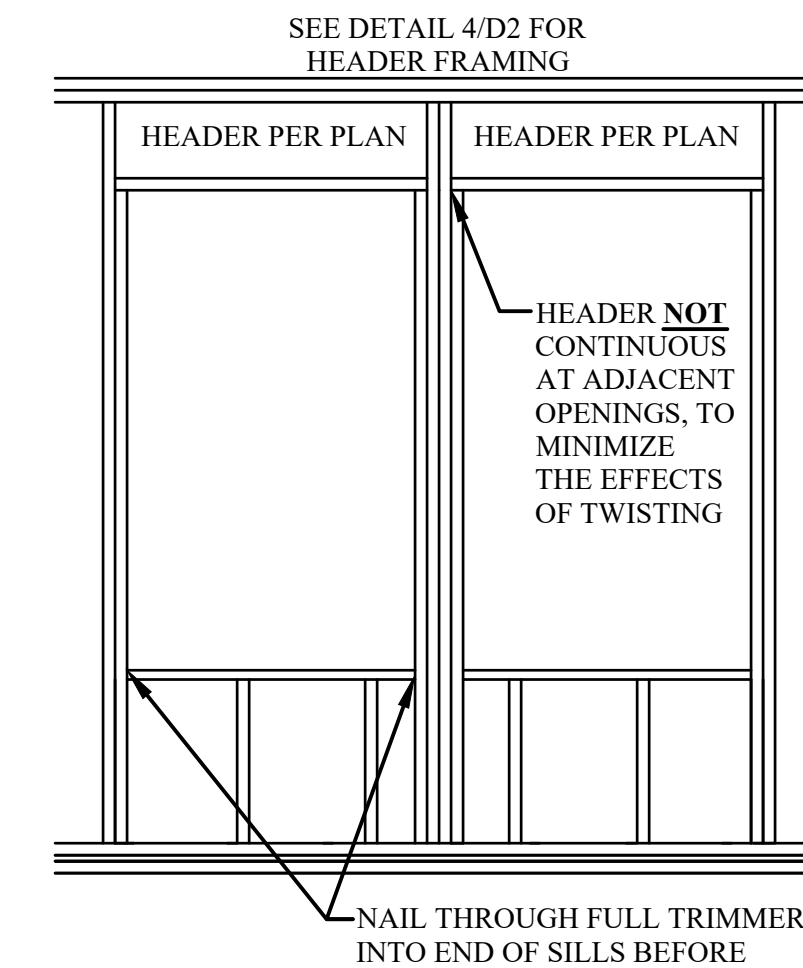 SEE DETAIL 4/D2 FOR
HEADER FRAMING
HEADER PER PLAN
HEADER PER PLAN
HEADER NOT
CONTINUOUS
AT ADJACENT
OPENINGS, TO
MINIMIZE
THE EFFECTS
OF TWISTING
NAIL THROUGH FULL TRIMMER
INTO END OF SILLS BEFORE